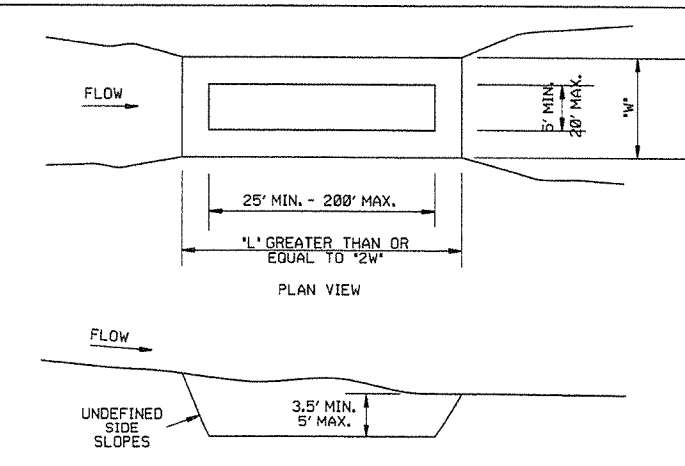 FLOW
5' MIN.
20' MAX.
"W"
25' MIN. - 200' MAX.
"L" GREATER THAN OR
EQUAL TO "2W"
PLAN VIEW
FLOW
3.5' MIN.
5' MAX.
UNDEFINED
SIDE
SLOPES